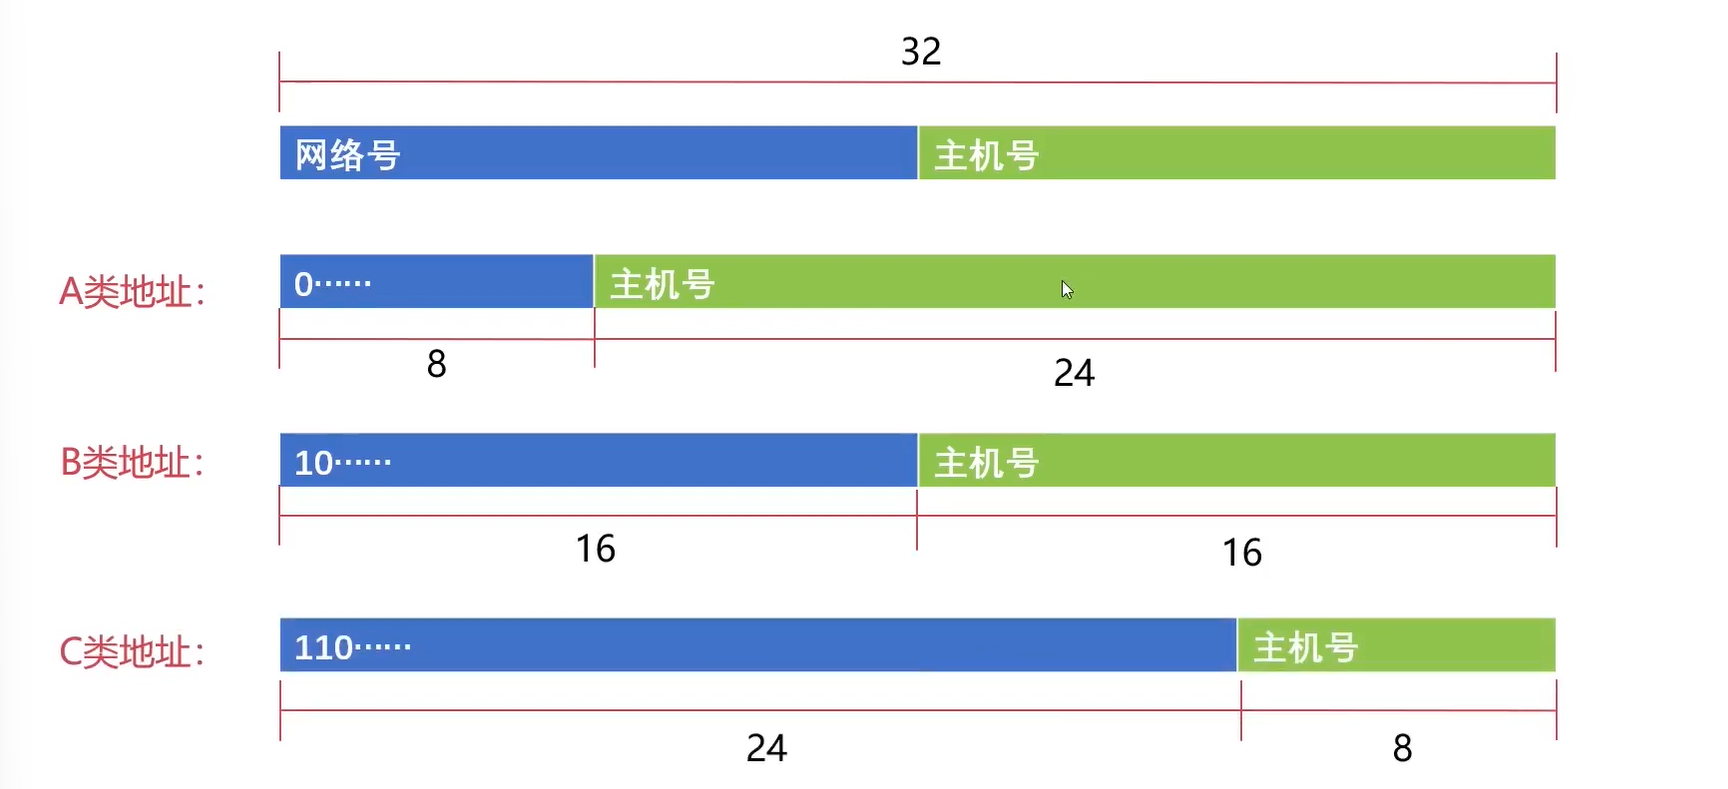 32
网络号 主机号
A类地址： 0…… 主机号
8 24
B类地址： 10…… 主机号
16 16
C类地址： 110…… 主机号
24 8